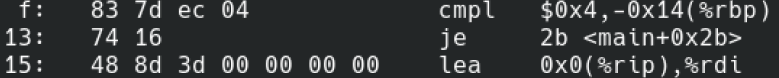 f: 83 7d ec 04 cmpl $0x4,-0x14(%rbp)
13: 74 16 je 2b <main+0x2b>
15: 48 8d 3d 00 00 00 00 lea 0x0(%rip),%rdi